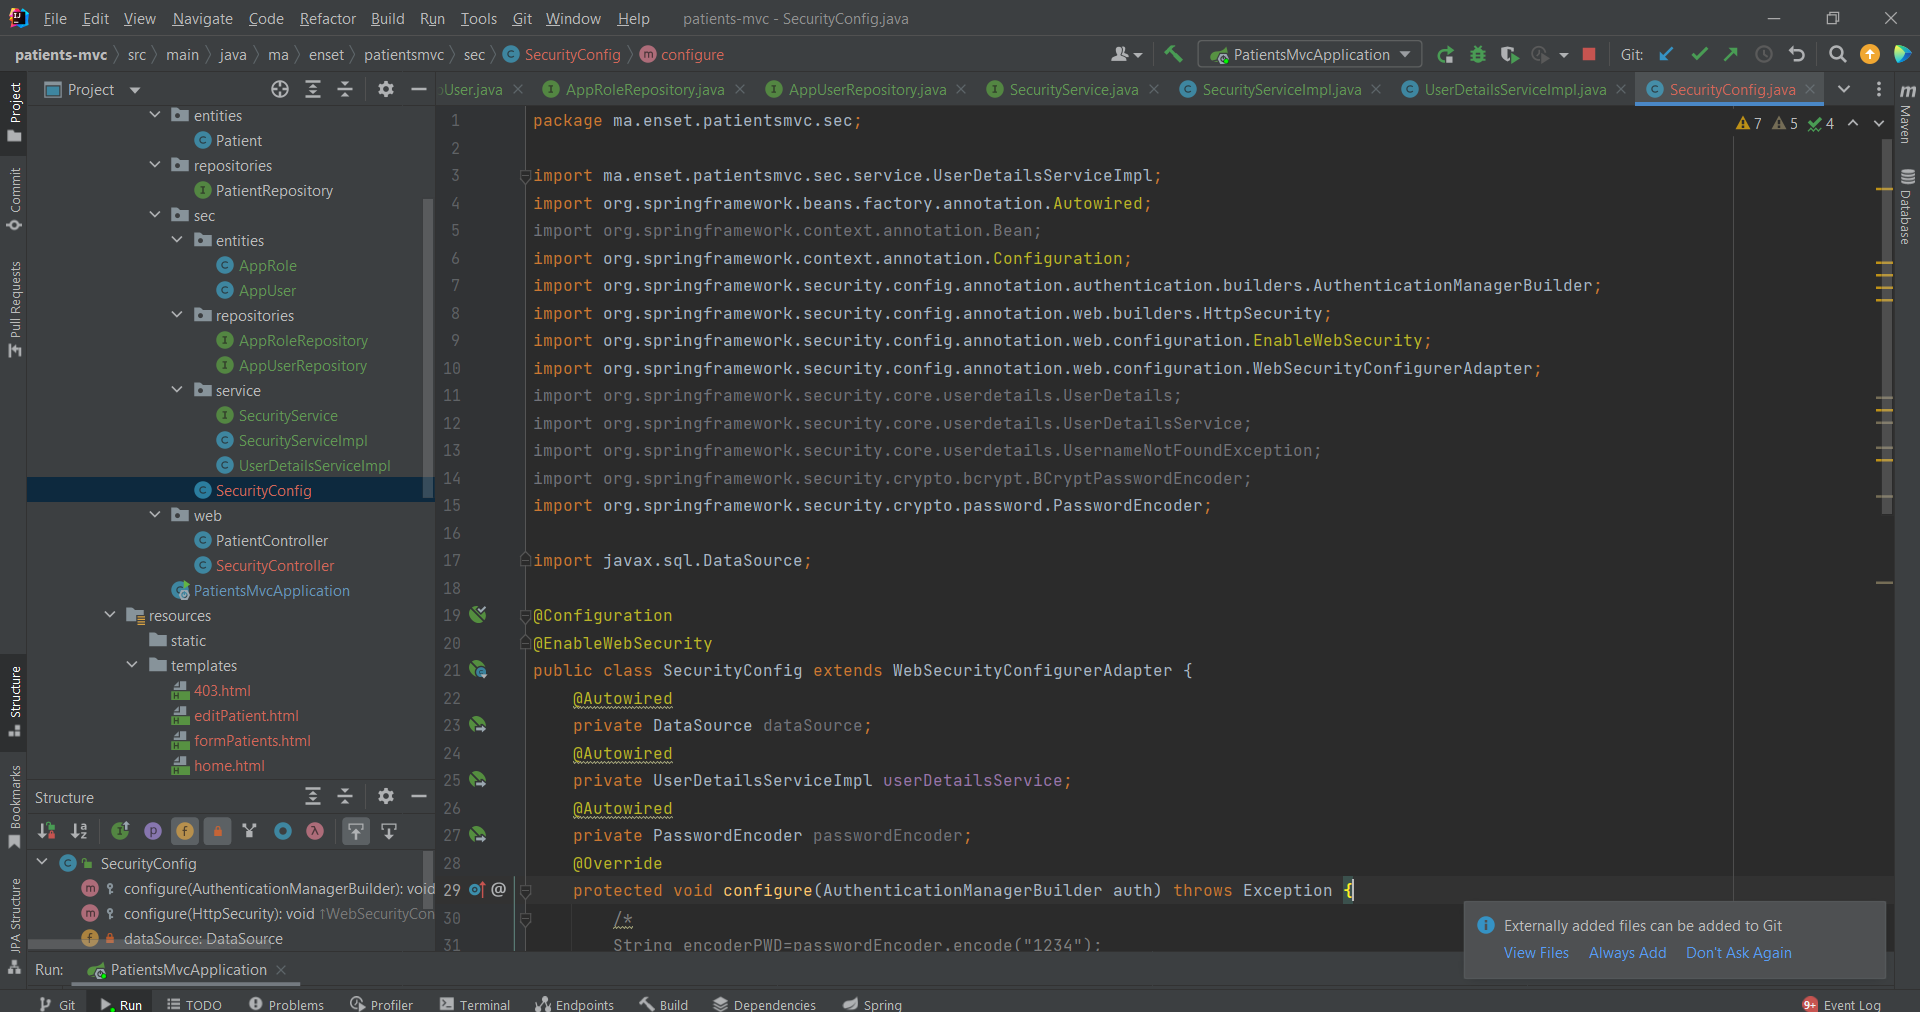 File Edit View Navigate Code Refactor Build Run Tools Git Window Help patients-mvc - SecurityConfig.java
patients-mvc src main java ma enset patientsmvc sec SecurityConfig configure PatientsMvcApplication Git:
Project
User.java AppRoleRepository.java AppUserRepository.java SecurityService.java SecurityServiceImpl.java UserDetailsServiceImpl.java SecurityConfig.java
Project
Commit
Pull Requests
Structure
Bookmarks
JPA Structure
entities
Patient
repositories
PatientRepository
sec
entities
AppRole
AppUser
repositories
AppRoleRepository
AppUserRepository
service
SecurityService
SecurityServiceImpl
UserDetailsServiceImpl
SecurityConfig
web
PatientController
SecurityController
PatientsMvcApplication
resources
static
templates
403.html
editPatient.html
formPatients.html
home.html
Structure
SecurityConfig
configure(AuthenticationManagerBuilder): void
configure(HttpSecurity): void ↑WebSecurityCon
dataSource: DataSource
7 5 4
1 package ma.enset.patientsmvc.sec;
2
3 import ma.enset.patientsmvc.sec.service.UserDetailsServiceImpl;
4 import org.springframework.beans.factory.annotation.Autowired;
5 import org.springframework.context.annotation.Bean;
6 import org.springframework.context.annotation.Configuration;
7 import org.springframework.security.config.annotation.authentication.builders.AuthenticationManagerBuilder;
8 import org.springframework.security.config.annotation.web.builders.HttpSecurity;
9 import org.springframework.security.config.annotation.web.configuration.EnableWebSecurity;
10 import org.springframework.security.config.annotation.web.configuration.WebSecurityConfigurerAdapter;
11 import org.springframework.security.core.userdetails.UserDetails;
12 import org.springframework.security.core.userdetails.UserDetailsService;
13 import org.springframework.security.core.userdetails.UsernameNotFoundException;
14 import org.springframework.security.crypto.bcrypt.BCryptPasswordEncoder;
15 import org.springframework.security.crypto.password.PasswordEncoder;
16
17 import javax.sql.DataSource;
18
19 @Configuration
20 @EnableWebSecurity
21 public class SecurityConfig extends WebSecurityConfigurerAdapter {
22 @Autowired
23 private DataSource dataSource;
24 @Autowired
25 private UserDetailsServiceImpl userDetailsService;
26 @Autowired
27 private PasswordEncoder passwordEncoder;
28 @Override
29 protected void configure(AuthenticationManagerBuilder auth) throws Exception {
30 /*
31 String encoderPWD=passwordEncoder.encode("1234");
Maven
Database
Externally added files can be added to Git
View Files Always Add Don't Ask Again
Run: PatientsMvcApplication
Git Run TODO Problems Profiler Terminal Endpoints Build Dependencies Spring 9+ Event Log